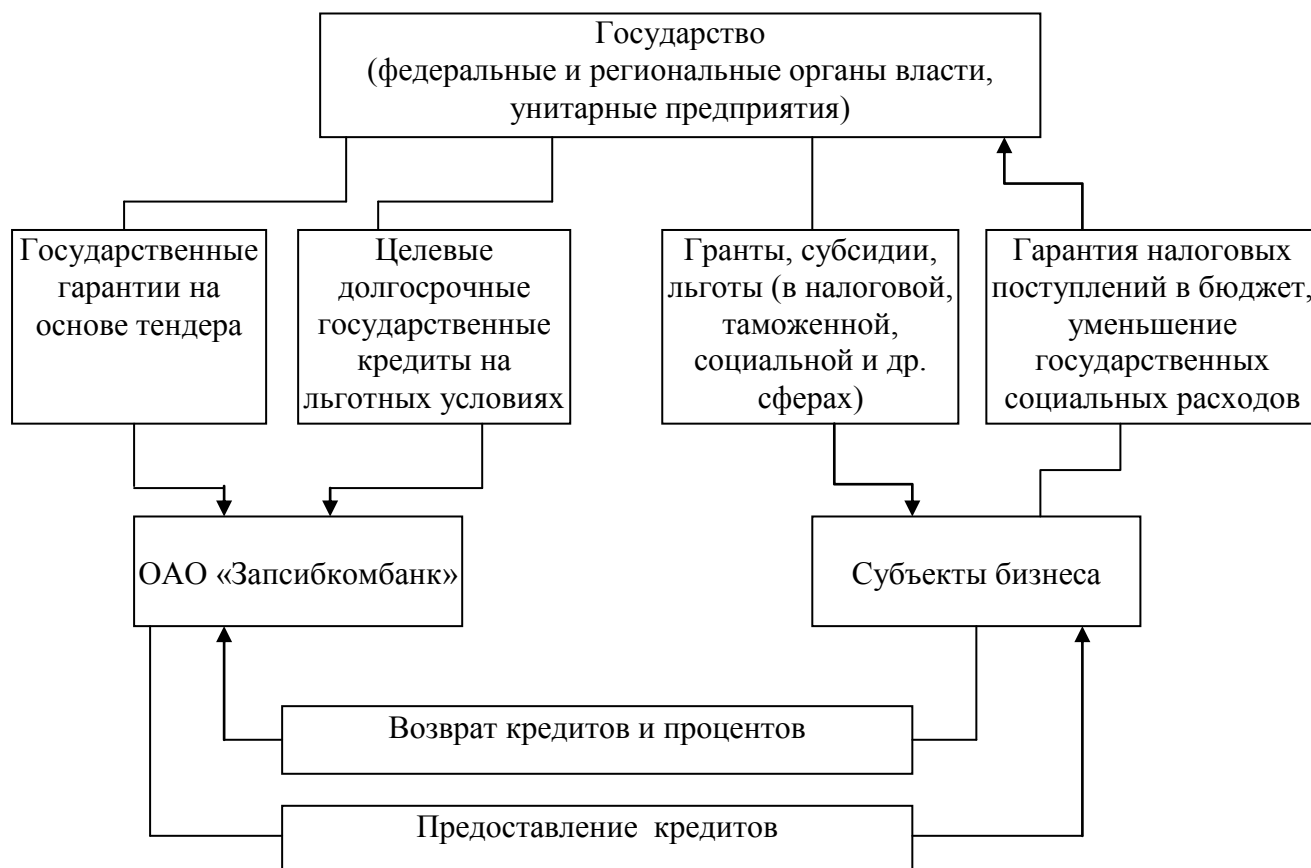 Государство
(федеральные и региональные органы власти,
унитарные предприятия)
Государственные
гарантии на
основе тендера
Целевые
долгосрочные
государственные
кредиты на
льготных условиях
Гранты, субсидии,
льготы (в налоговой,
таможенной,
социальной и др.
сферах)
Гарантия налоговых
поступлений в бюджет,
уменьшение
государственных
социальных расходов
ОАО «Запсибкомбанк»
Субъекты бизнеса
Возврат кредитов и процентов
Предоставление кредитов